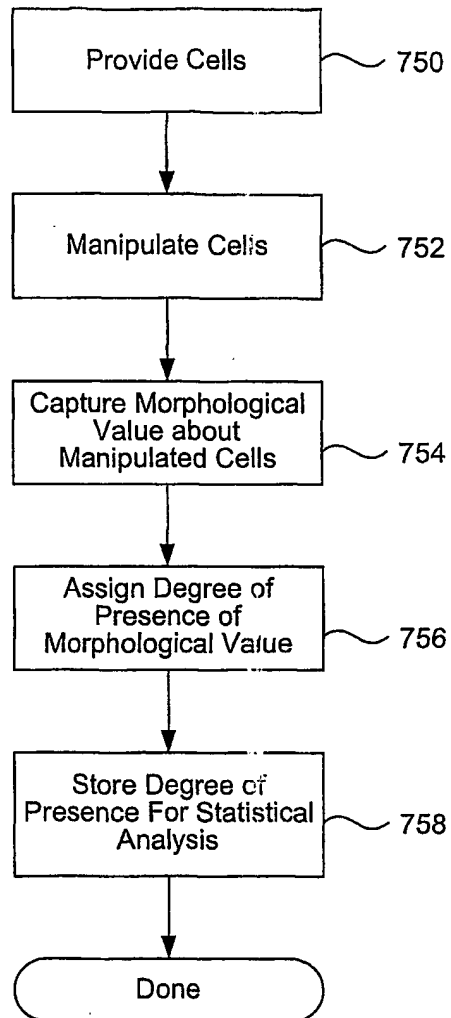 Provide Cells
750
Manipulate Cells
752
Capture Morphological
Value about
Manipulated Cells
754
Assign Degree of
Presence of
Morphological Value
756
Store Degree of
Presence For Statistical
Analysis
758
Done